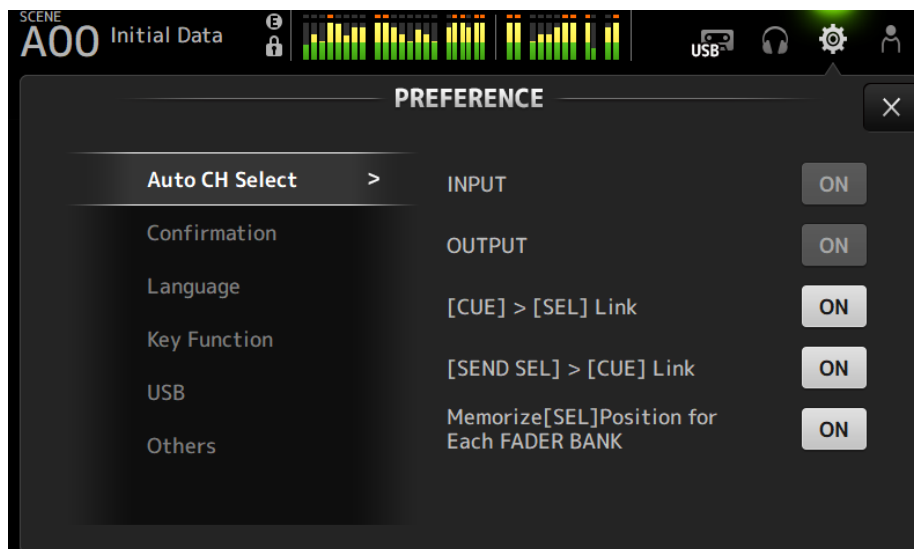 SCENE
A00 Initial Data
E
USB
PREFERENCE
Auto CH Select >
INPUT ON
Confirmation
OUTPUT ON
Language
[CUE] > [SEL] Link ON
Key Function
[SEND SEL] > [CUE] Link ON
USB
Memorize[SEL]Position for
Each FADER BANK ON
Others